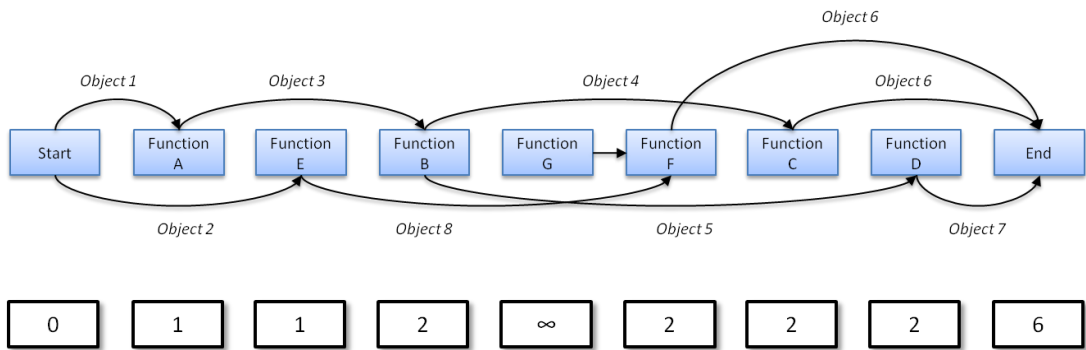 Object 6
Object 1
Object 3
Object 4
Object 6
Start
Function
A
Function
E
Function
B
Function
G
Function
F
Function
C
Function
D
End
Object 2
Object 8
Object 5
Object 7
0
1
1
2
∞
2
2
2
6